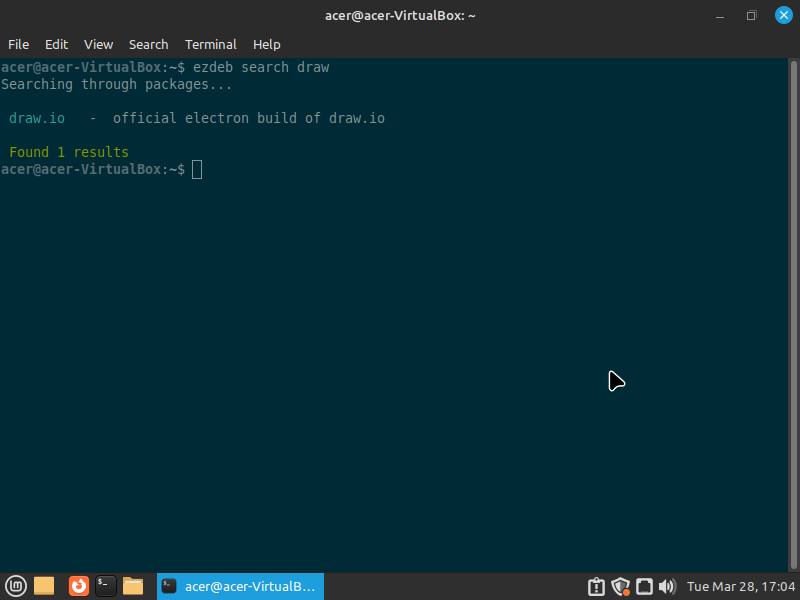 acer@acer-VirtualBox: ~
File Edit View Search Terminal Help
acer@acer-VirtualBox:~$ ezdeb search draw
Searching through packages...
draw.io - official electron build of draw.io
Found 1 results
acer@acer-VirtualBox:~$
acer@acer-VirtualB...
Tue Mar 28, 17:04